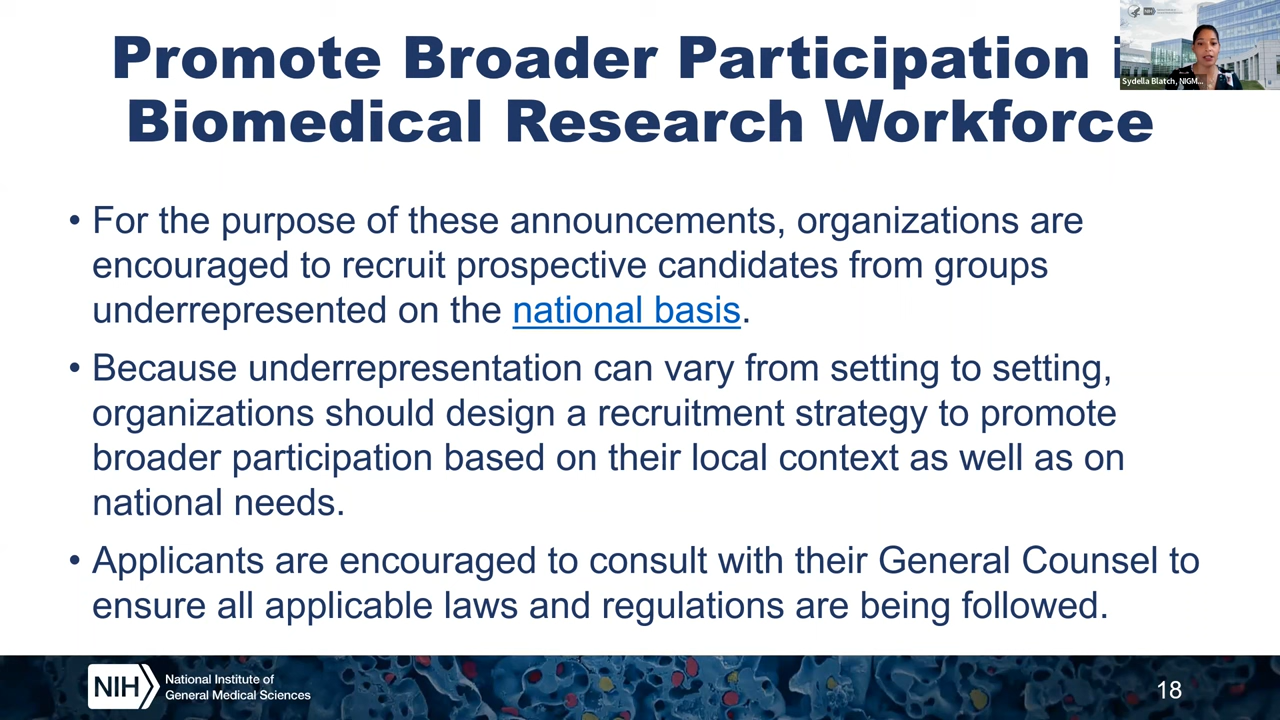 Promote Broader Participation i
Biomedical Research Workforce
Sydella Blatch, NIGM...
• For the purpose of these announcements, organizations are
encouraged to recruit prospective candidates from groups
underrepresented on the national basis.
• Because underrepresentation can vary from setting to setting,
organizations should design a recruitment strategy to promote
broader participation based on their local context as well as on
national needs.
• Applicants are encouraged to consult with their General Counsel to
ensure all applicable laws and regulations are being followed.
NIH
National Institute of
General Medical Sciences
18